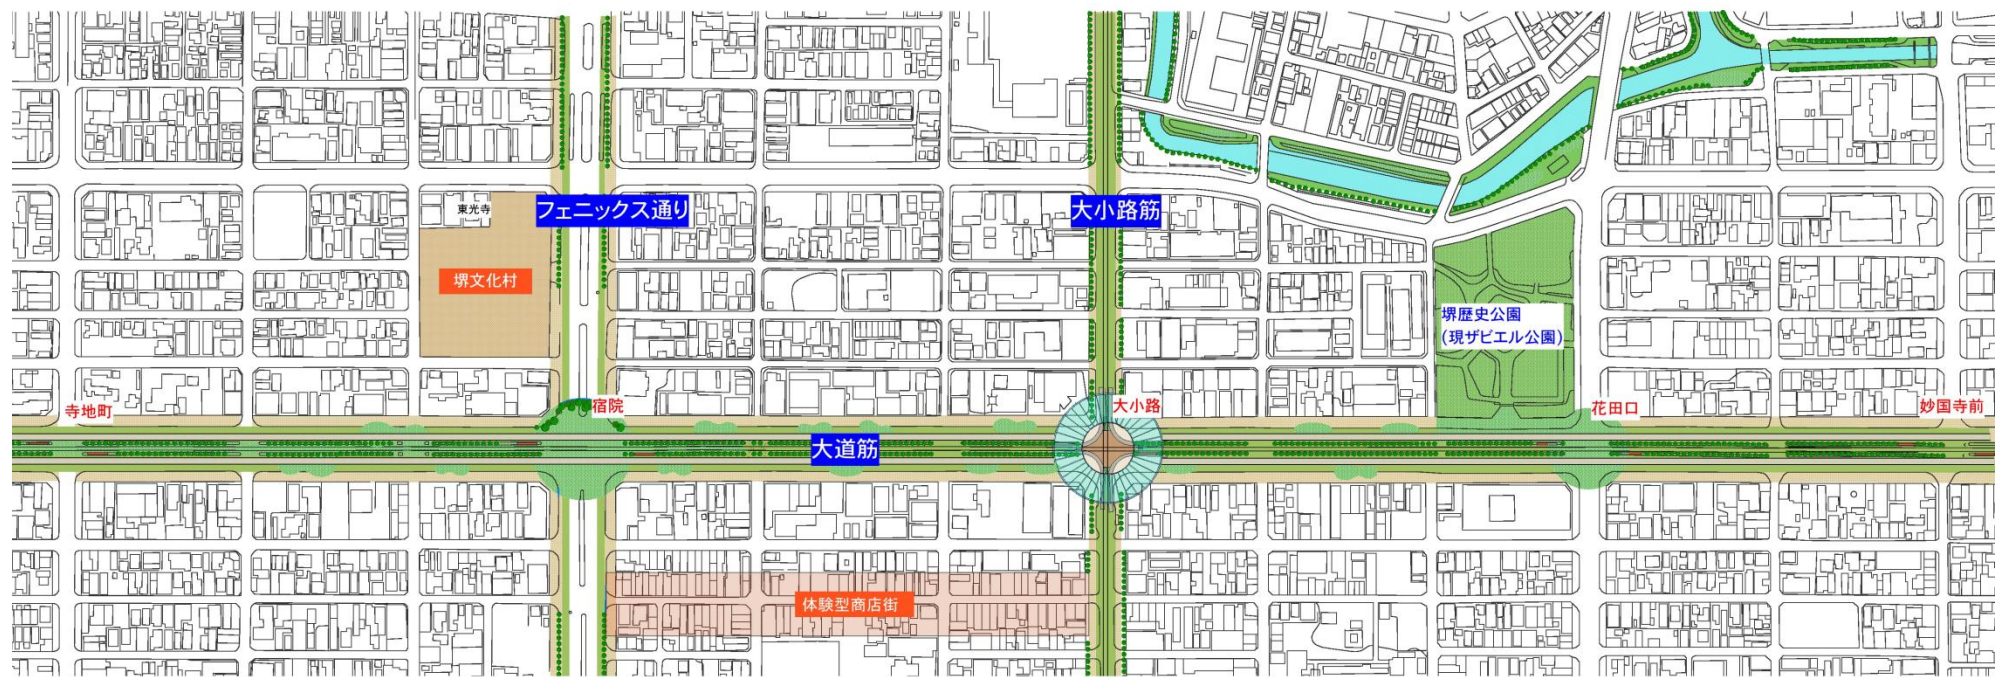 東光寺
フェニックス通り
大小路筋
堺文化村
堺歴史公園
(現ザビエル公園)
寺地町
宿院
大小路
花田口
妙国寺前
大道筋
体験型商店街